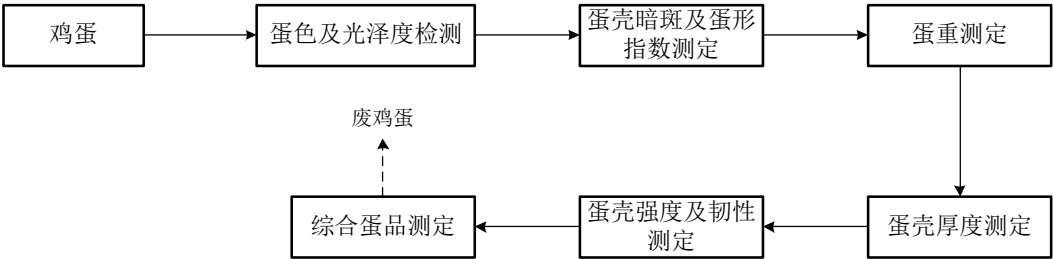 鸡蛋
蛋色及光泽度检测
蛋壳暗斑及蛋形
指数测定
蛋重测定
废鸡蛋
综合蛋品测定
蛋壳强度及韧性
测定
蛋壳厚度测定